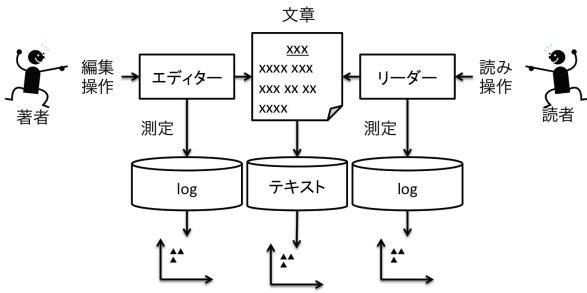 文章
xxx
xxxx xxx
xxx xx xx
xxxx
著者
編集
操作
エディター
リーダー
読み
操作
読者
測定
測定
log
テキスト
log